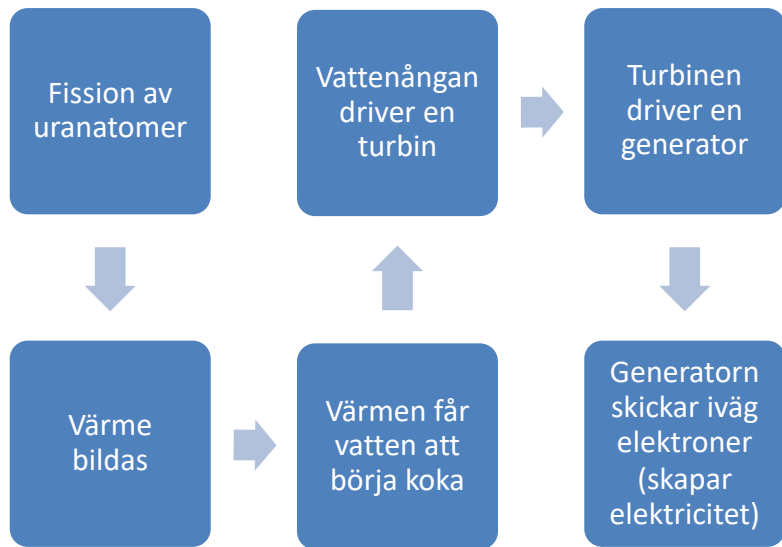 Fission av
uranatomer
Värme
bildas
Värmen får
vatten att
börja koka
Vattenångan
driver en
turbin
Turbinen
driver en
generator
Generatorn
skickar iväg
elektroner
(skapar
elektricitet)